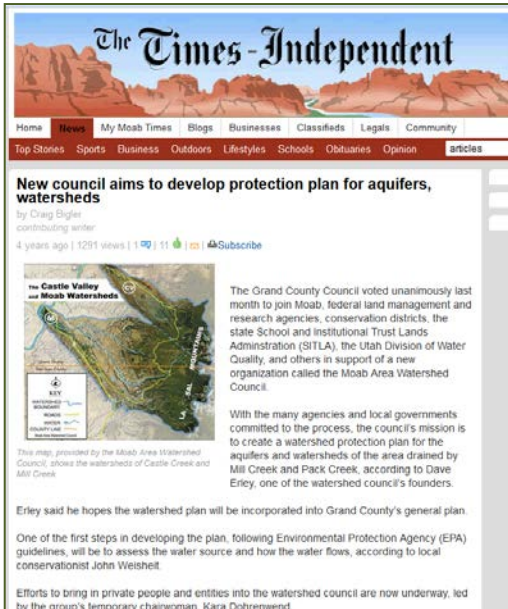 The Times-Independent
Home News My Moab Times Blogs Businesses Classifieds Legals Community
Top Stories Sports Business Outdoors Lifestyles Schools Obituaries Opinion articles
New council aims to develop protection plan for aquifers,
watersheds
by Craig Bigler
contributing writer
4 years ago | 1291 views | 1 | 11 | | Subscribe
The Castle Valley
and Moab Watersheds
CV
LA SAL MOUNTAINS
KEY
WATERSHED
BOUNDARY
ROADS
WATER
COUNTY LINE
This map, provided by the Moab Area Watershed
Council, shows the watersheds of Castle Creek and
Mill Creek
The Grand County Council voted unanimously last
month to join Moab, federal land management and
research agencies, conservation districts, the
state School and Institutional Trust Lands
Adminstration (SITLA), the Utah Division of Water
Quality, and others in support of a new
organization called the Moab Area Watershed
Council.
With the many agencies and local governments
committed to the process, the council's mission is
to create a watershed protection plan for the
aquifers and watersheds of the area drained by
Mill Creek and Pack Creek, according to Dave
Erley, one of the watershed council's founders.
Erley said he hopes the watershed plan will be incorporated into Grand County's general plan.
One of the first steps in developing the plan, following Environmental Protection Agency (EPA)
guidelines, will be to assess the water source and how the water flows, according to local
conservationist John Weisheit.
Efforts to bring in private people and entities into the watershed council are now underway, led
by the group's temporary chairwoman, Kara Dohrenwend.